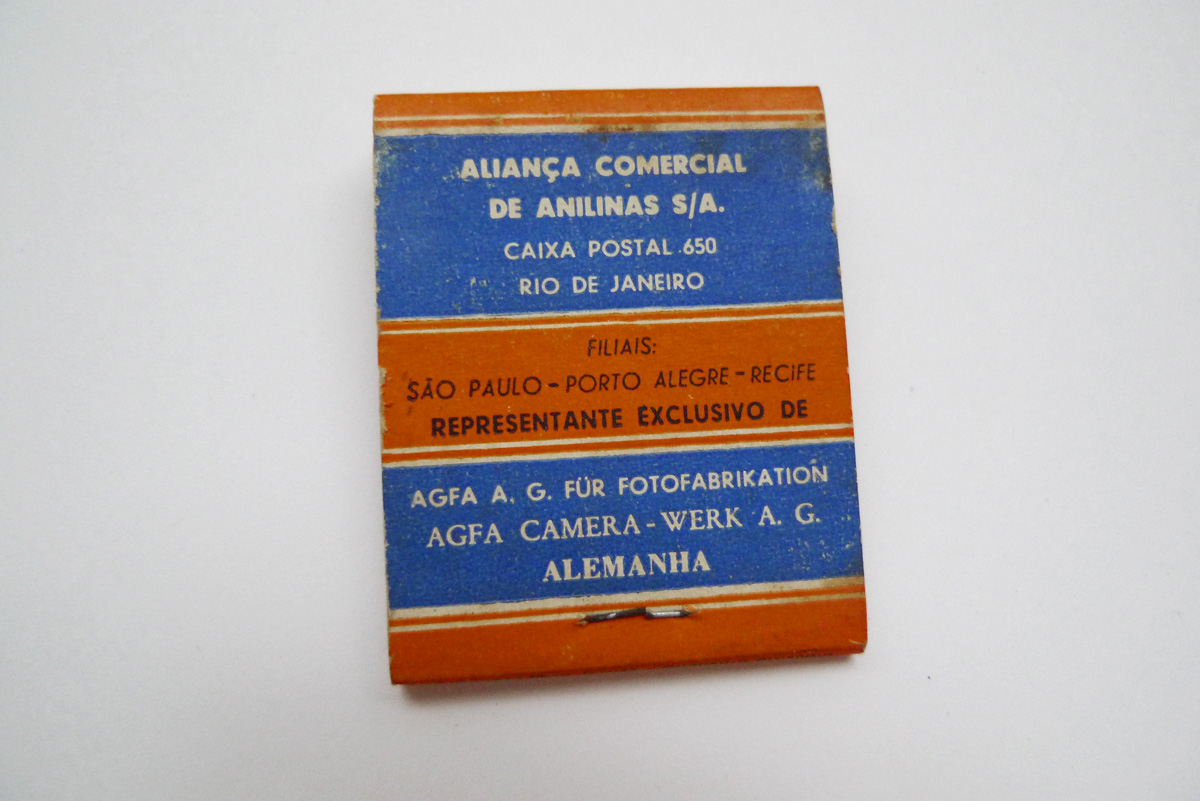 ALIANÇA COMERCIAL
DE ANILINAS S/A.
CAIXA POSTAL 650
RIO DE JANEIRO
FILIAIS:
SÃO PAULO - PORTO ALEGRE - RECIFE
REPRESENTANTE EXCLUSIVO DE
AGFA A. G. FÜR FOTOFABRIKATION
AGFA CAMERA - WERK A. G.
ALEMANHA